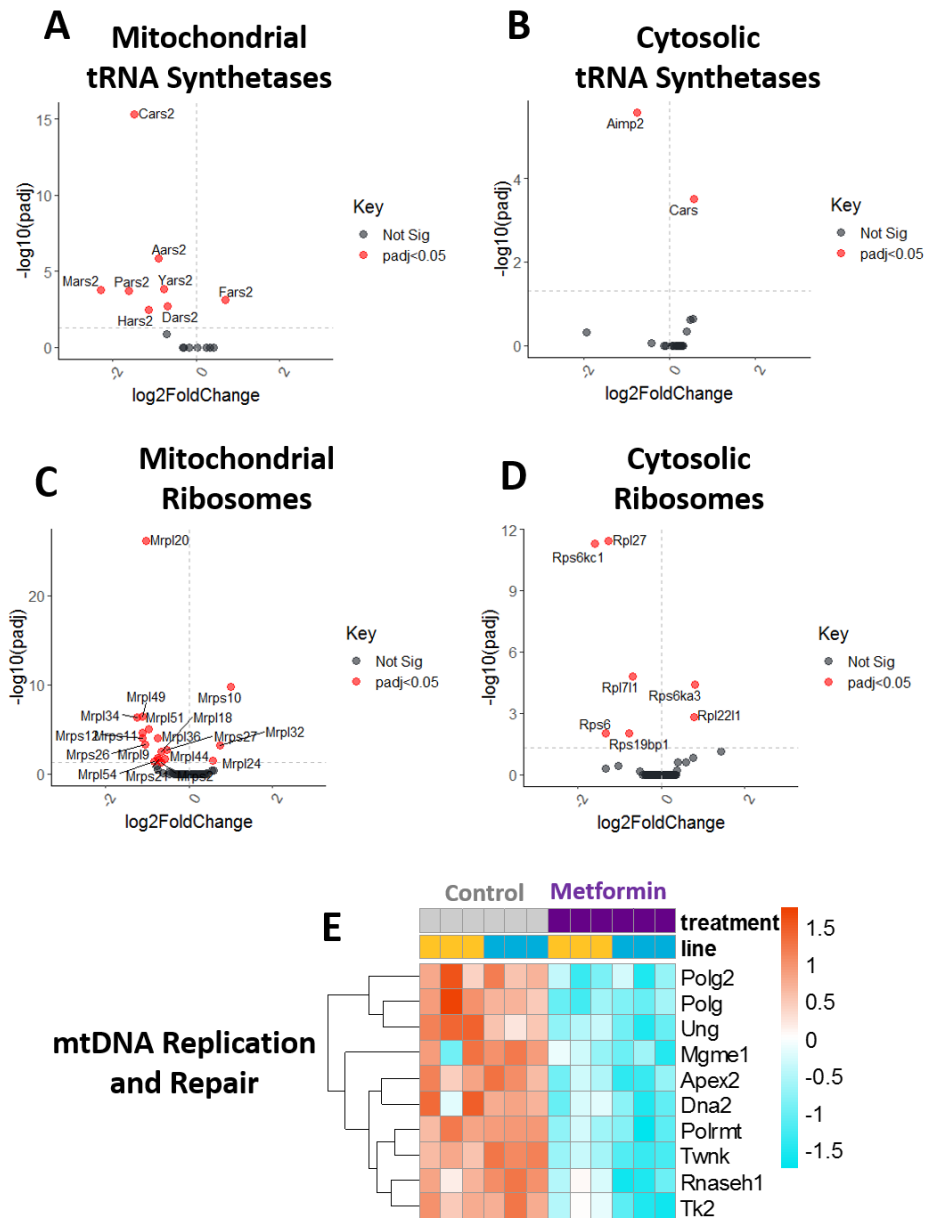 A
Mitochondrial
tRNA Synthetases
15
10
5
0
-log10(padj)
Cars2
Aars2
Mars2
Pars2
Yars2
Fars2
Hars2
Dars2
-2
0
2
log2FoldChange
Key
Not Sig
padj<0.05
B
Cytosolic
tRNA Synthetases
4
2
0
-log10(padj)
Aimp2
Cars
-2
0
2
log2FoldChange
Key
Not Sig
padj<0.05
C
Mitochondrial
Ribosomes
20
10
0
-log10(padj)
Mrpl20
Mrpl49
Mrps10
Mrpl34
Mrpl51
Mrpl18
Mrpl32
Mrps12
Mrps11
Mrpl36
Mrps27
Mrps26
Mrpl9
Mrpl44
Mrpl24
Mrpl54
Mrps21
Mrps2
-2
0
2
log2FoldChange
Key
Not Sig
padj<0.05
D
Cytosolic
Ribosomes
12
9
6
3
0
-log10(padj)
Rpl27
Rps6kc1
Rpl7l1
Rps6ka3
Rps6
Rpl22l1
Rps19bp1
-2
0
2
log2FoldChange
Key
Not Sig
padj<0.05
E
Control
Metformin
treatment
line
mtDNA Replication
and Repair
Polg2
Polg
Ung
Mgme1
Apex2
Dna2
Polrmt
Twnk
Rnaseh1
Tk2
1.5
1
0.5
0
-0.5
-1
-1.5